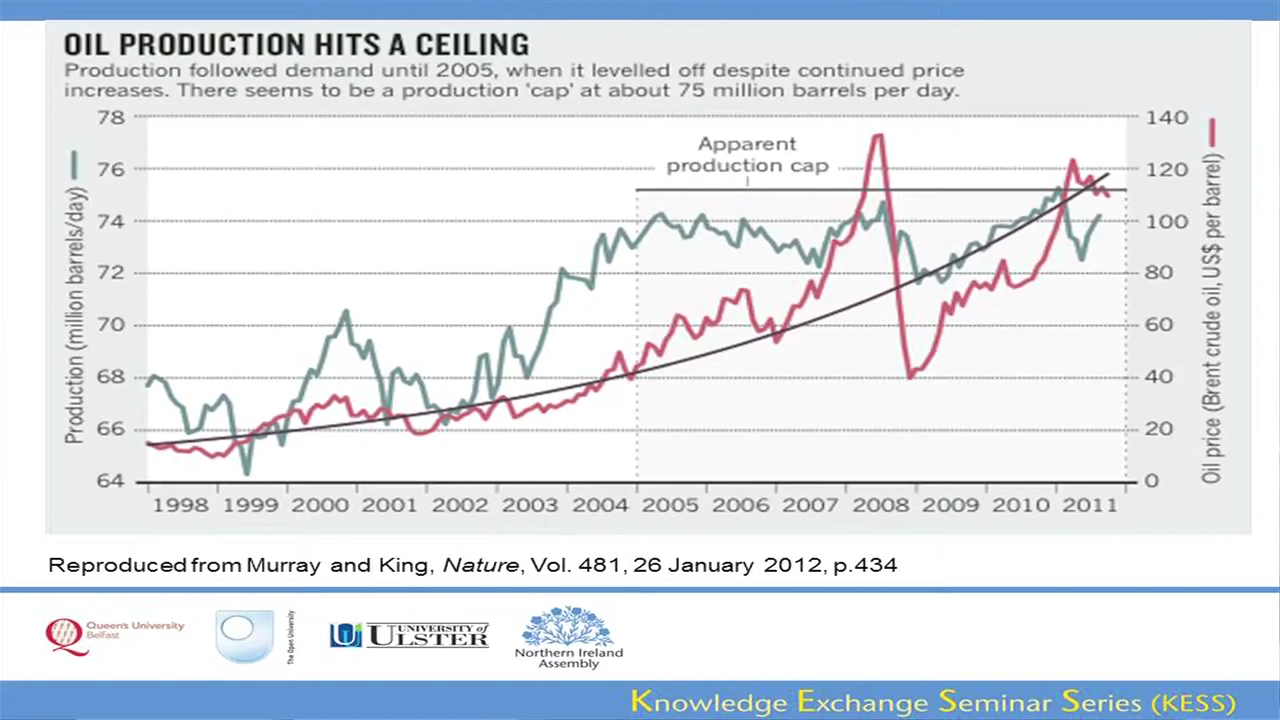 OIL PRODUCTION HITS A CEILING
Production followed demand until 2005, when it levelled off despite continued price
increases. There seems to be a production 'cap' at about 75 million barrels per day.
Production (million barrels/day)
78
76
74
72
70
68
66
64
Apparent
production cap
140
120
100
80
60
40
20
0
Oil price (Brent crude oil, US$ per barrel)
1998 1999 2000 2001 2002 2003 2004 2005 2006 2007 2008 2009 2010 2011
Reproduced from Murray and King, Nature, Vol. 481, 26 January 2012, p.434
Queen's University
Belfast
The Open University
UNIVERSITY of
ULSTER
Northern Ireland
Assembly
Knowledge Exchange Seminar Series (KESS)